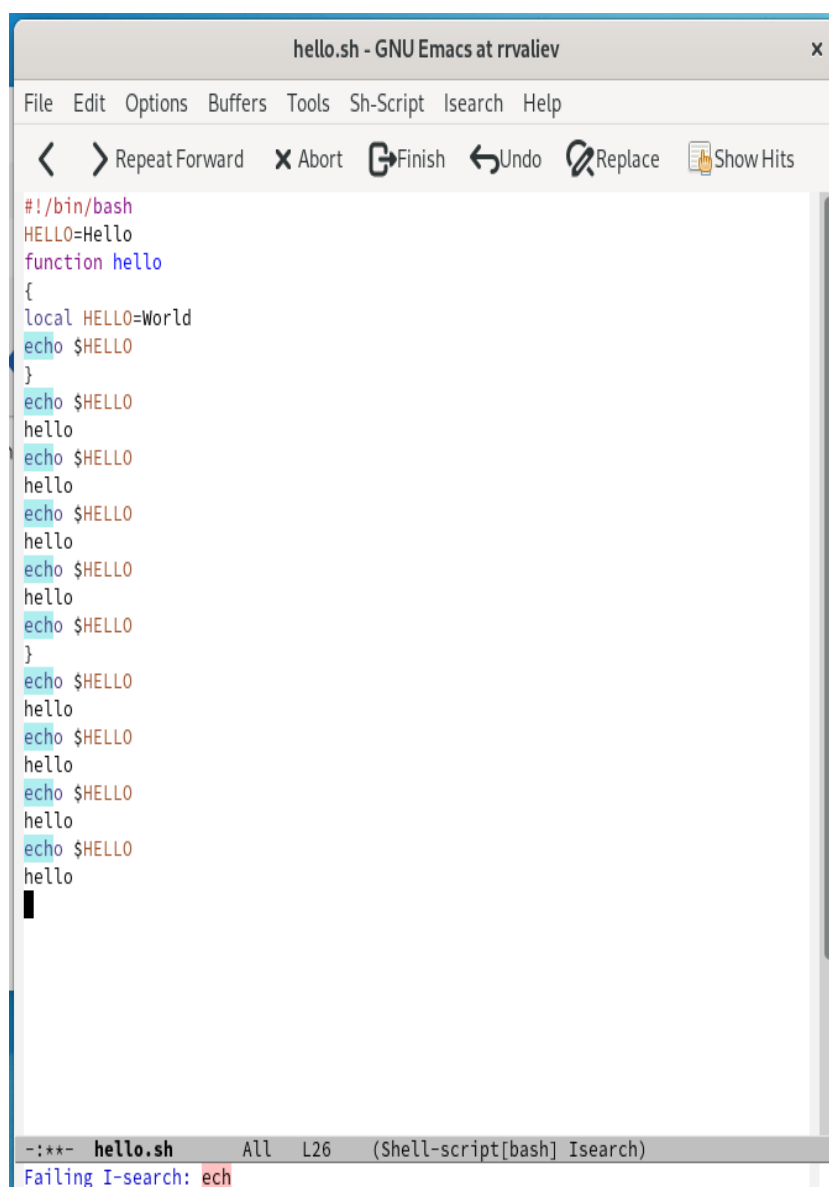 hello.sh - GNU Emacs at rrvaliev
File Edit Options Buffers Tools Sh-Script Isearch Help
Repeat Forward Abort Finish Undo Replace Show Hits
#!/bin/bash
HELLO=Hello
function hello
{
local HELLO=World
echo $HELLO
}
echo $HELLO
hello
echo $HELLO
hello
echo $HELLO
hello
echo $HELLO
hello
echo $HELLO
}
echo $HELLO
hello
echo $HELLO
hello
echo $HELLO
hello
echo $HELLO
hello
-:**- hello.sh All L26 (Shell-script[bash] Isearch)
Failing I-search: ech